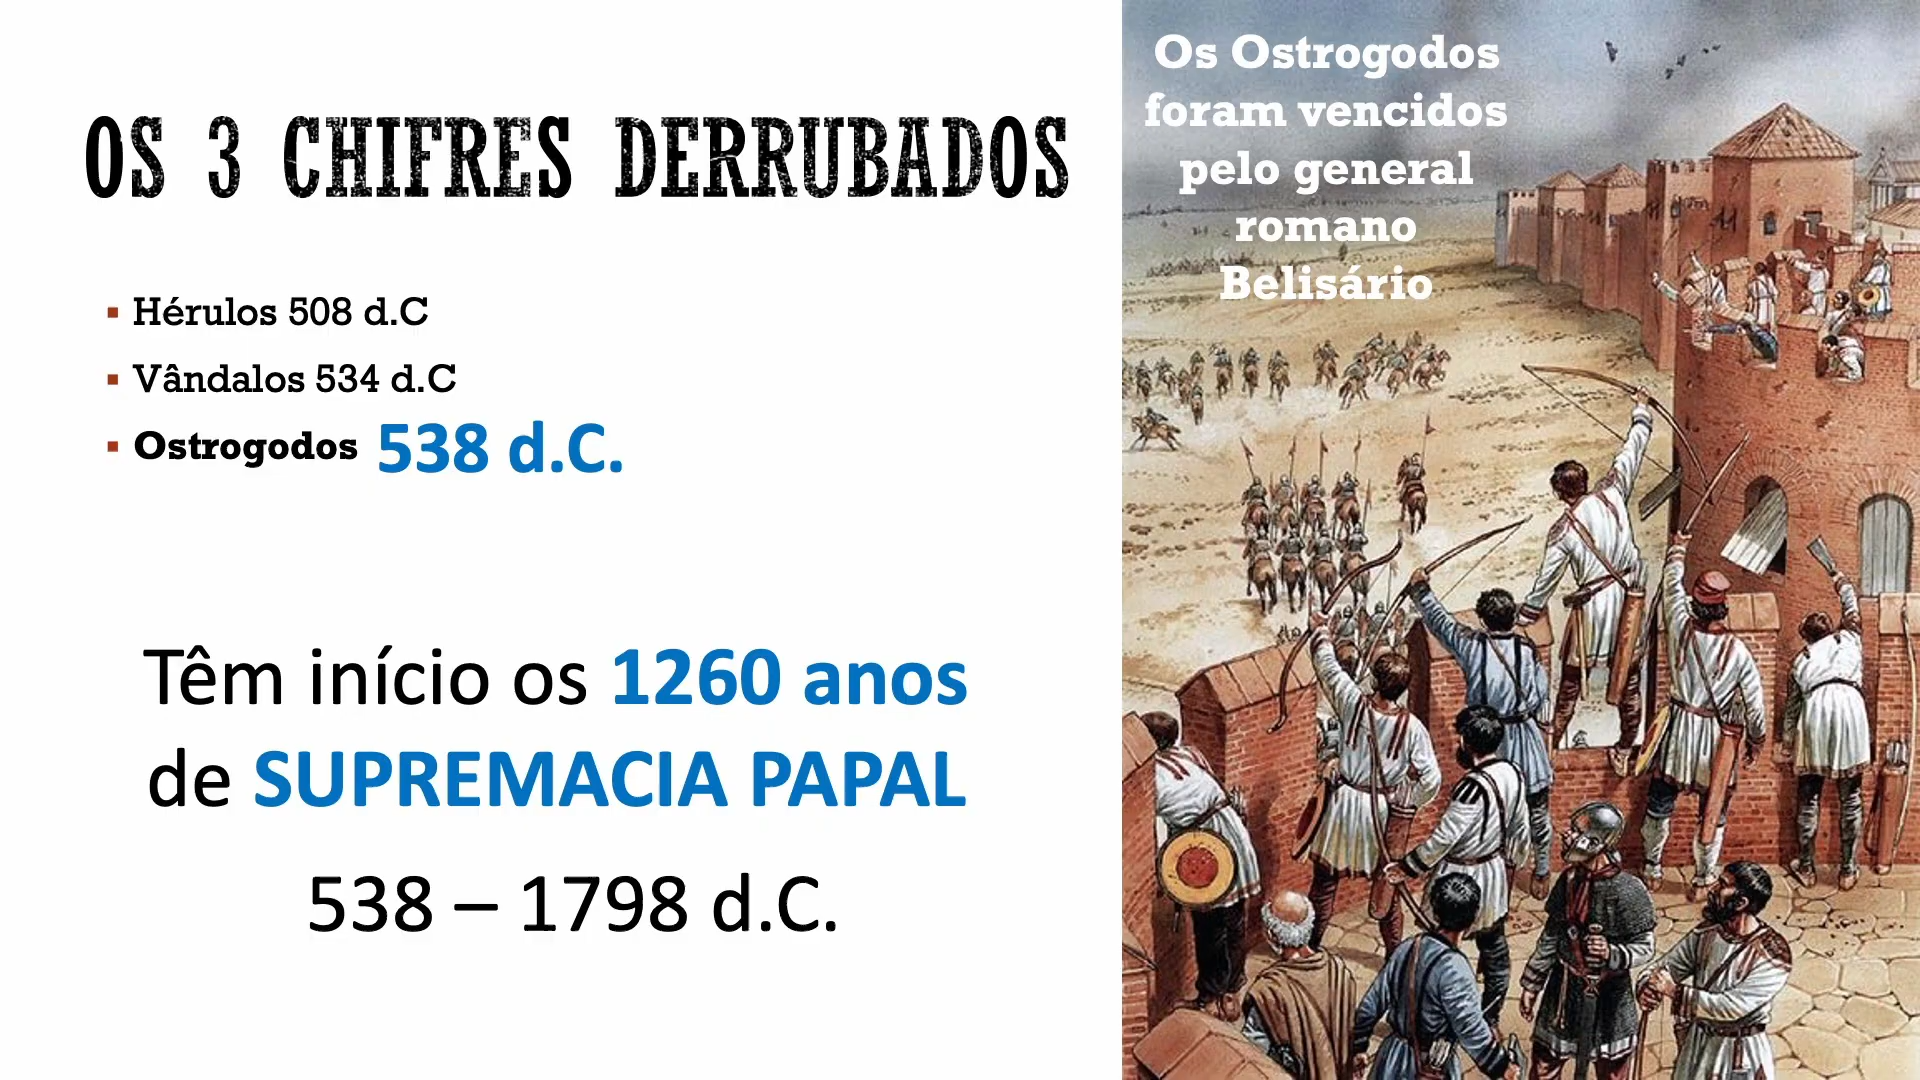 OS 3 CHIFRES DERRUBADOS
▪ Hérulos 508 d.C
▪ Vândalos 534 d.C
▪ Ostrogodos 538 d.C.
Têm início os 1260 anos
de SUPREMACIA PAPAL
538 – 1798 d.C.
Os Ostrogodos
foram vencidos
pelo general
romano
Belisário